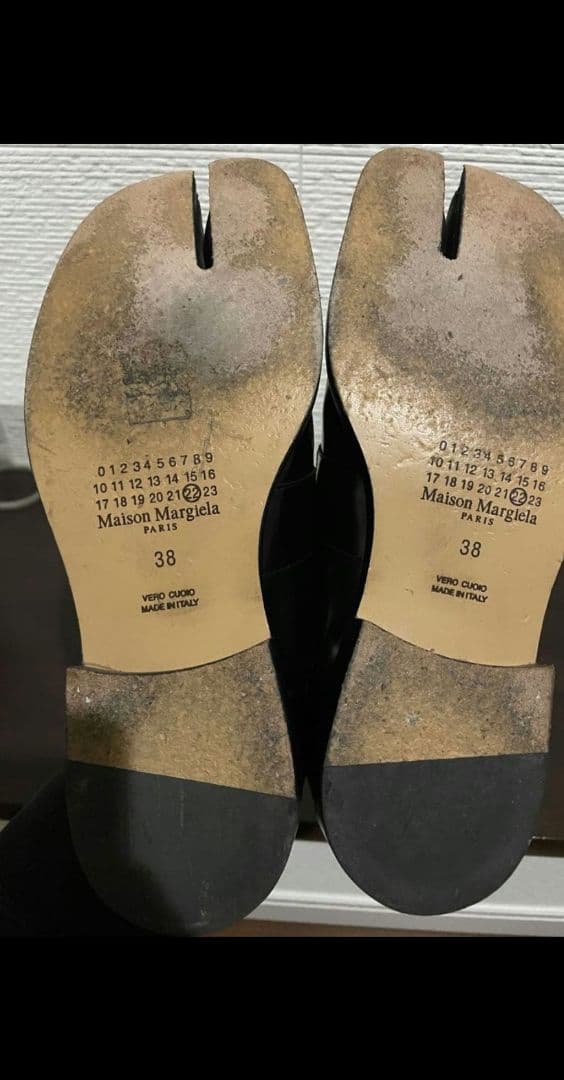 0 1 2 3 4 5 6 7 8 9
10 11 12 13 14 15 16
17 18 19 20 21 22 23
Maison Margiela
PARIS
38
VERO CUOIO
MADE IN ITALY
0 1 2 3 4 5 6 7 8 9
10 11 12 13 14 15 16
17 18 19 20 21 22 23
Maison Margiela
PARIS
38
VERO CUOIO
MADE IN ITALY